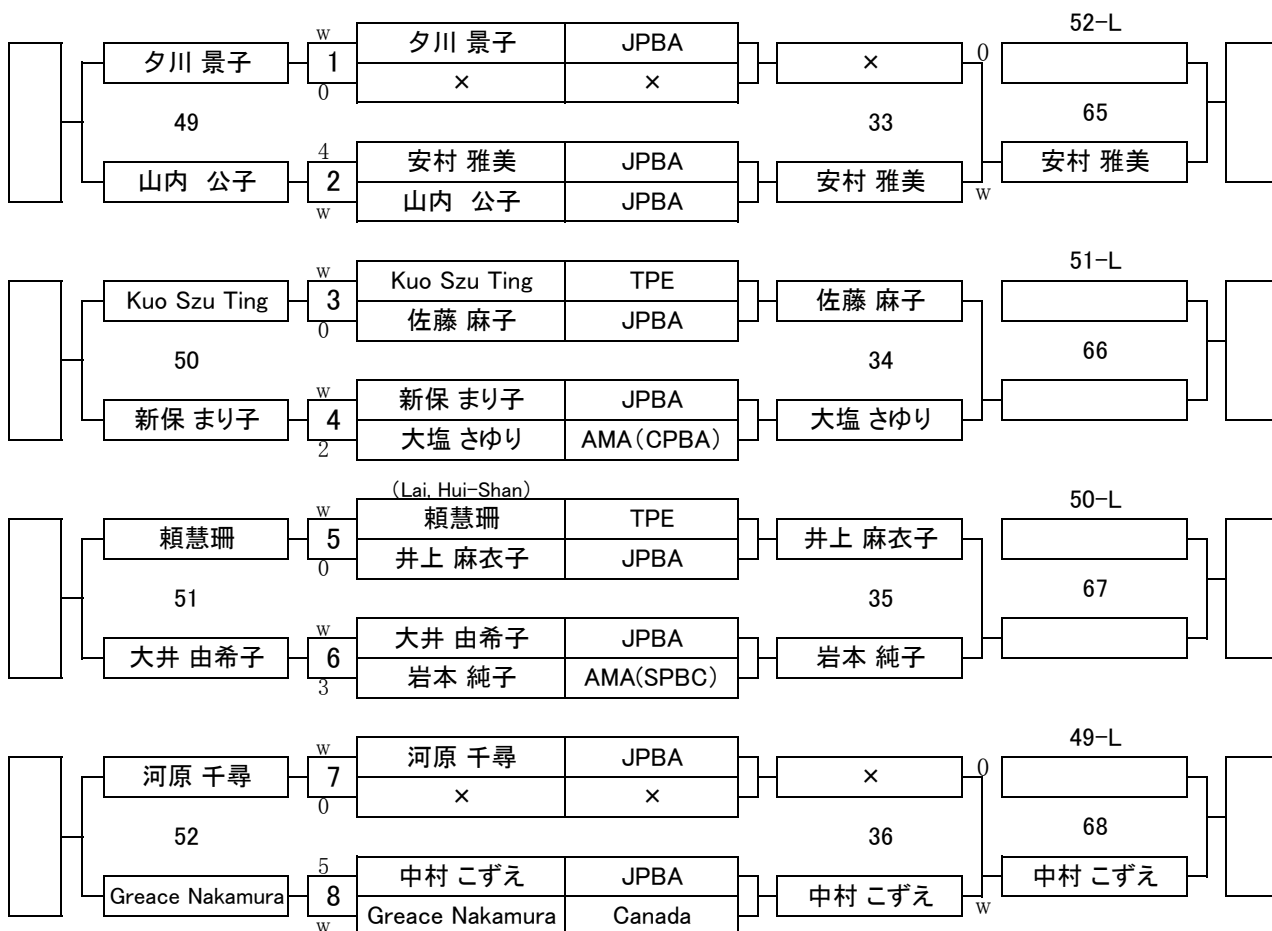 52-L
w
夕川 景子 JPBA
夕川 景子 1 × 0
0 × ×
49 33 65
4
安村 雅美 JPBA 安村 雅美
山内 公子 2 安村 雅美
w 山内 公子 JPBA w
51-L
w
Kuo Szu Ting TPE
Kuo Szu Ting 3 佐藤 麻子
0 佐藤 麻子 JPBA
50 34 66
w
新保 まり子 JPBA
新保 まり子 4 大塩 さゆり
2 大塩 さゆり AMA(CPBA)
(Lai, Hui-Shan) 50-L
w
頼慧珊 TPE
頼慧珊 5 井上 麻衣子
0 井上 麻衣子 JPBA
51 35 67
w
大井 由希子 JPBA
大井 由希子 6 岩本 純子
3 岩本 純子 AMA(SPBC)
49-L
w
河原 千尋 JPBA
河原 千尋 7 × 0
0 × ×
52 36 68
5
中村 こずえ JPBA 中村 こずえ
Greace Nakamura 8 中村 こずえ
w Greace Nakamura Canada w